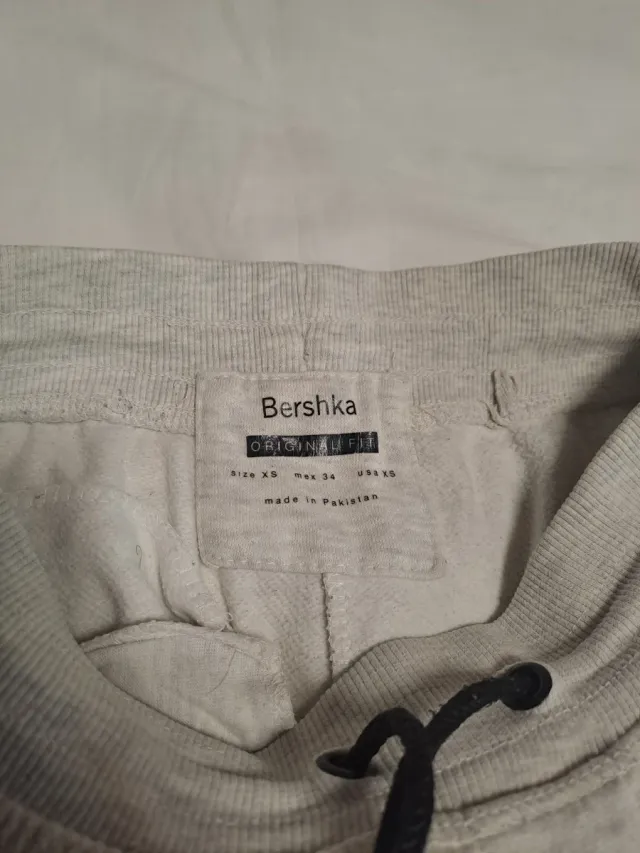 Bershka
ORIGINAL FIT
size XS mex 34 usa XS
made in Pakistan